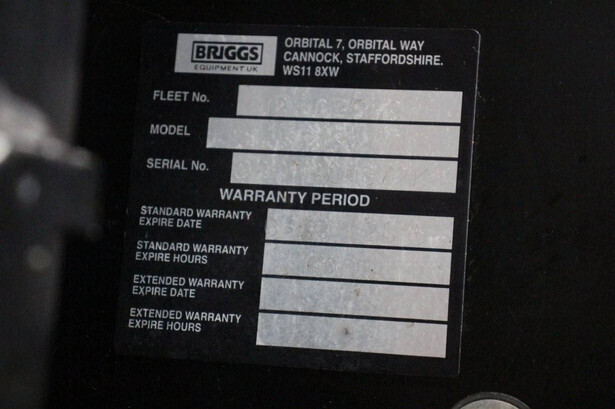 BRIGGS
EQUIPMENT UK
ORBITAL 7, ORBITAL WAY
CANNOCK, STAFFORDSHIRE.
WS11 8XW
FLEET No.
MODEL
SERIAL No.
WARRANTY PERIOD
STANDARD WARRANTY
EXPIRE DATE
STANDARD WARRANTY
EXPIRE HOURS
EXTENDED WARRANTY
EXPIRE DATE
EXTENDED WARRANTY
EXPIRE HOURS